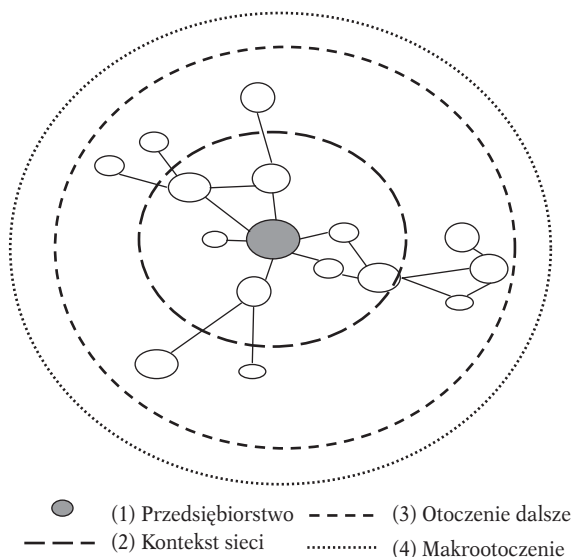 (1) Przedsiębiorstwo
(3) Otoczenie dalsze
(2) Kontekst sieci
(4) Makrootoczenie